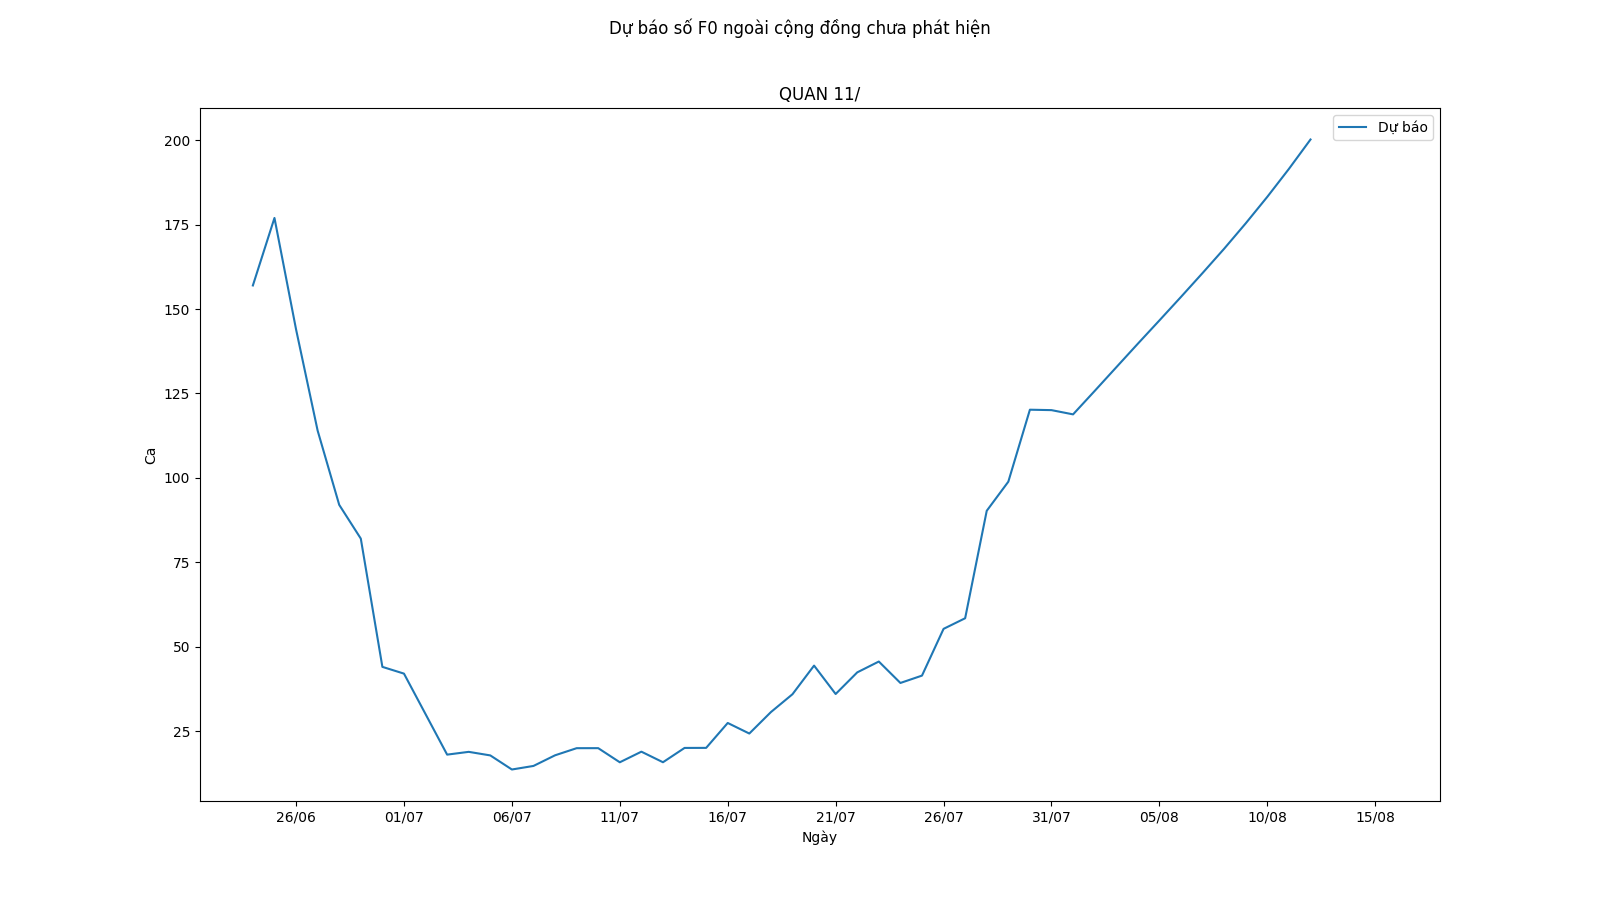 Dự báo số F0 ngoài cộng đồng chưa phát hiện
QUAN 11/
Dự báo
200
175
150
125
100
75
50
25
Ca
26/06 01/07 06/07 11/07 16/07 21/07 26/07 31/07 05/08 10/08 15/08
Ngày